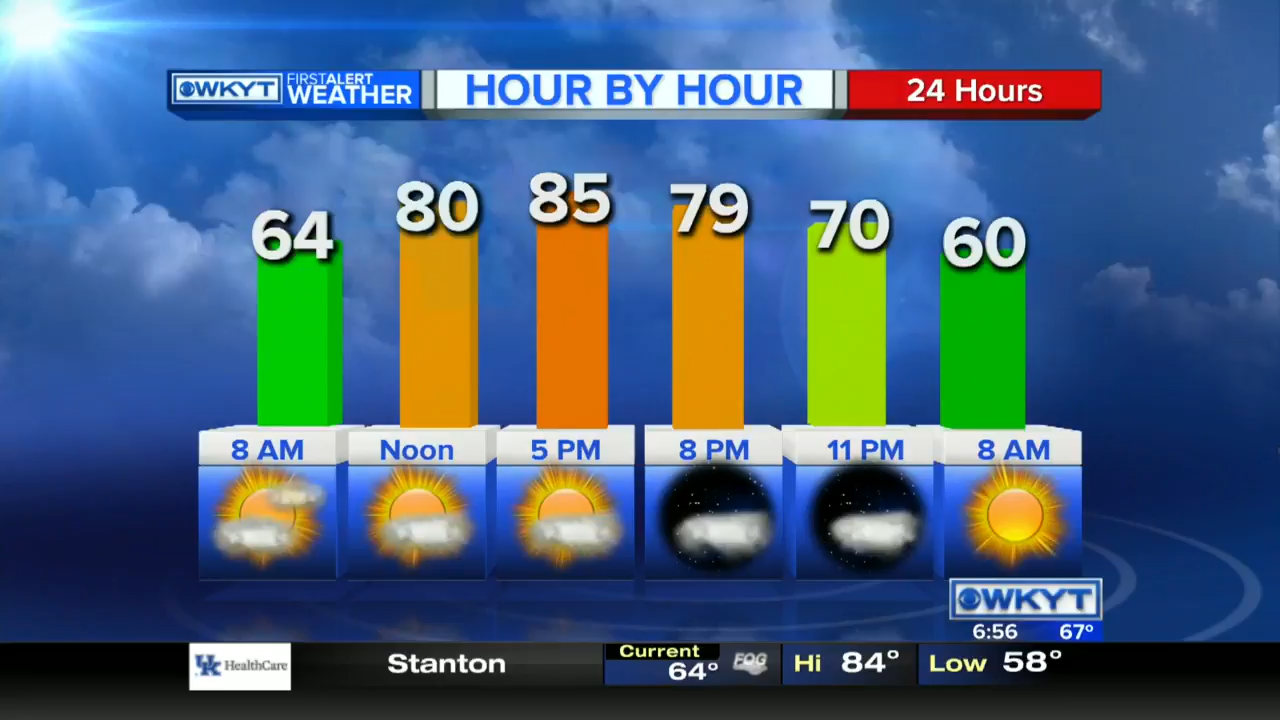 WKYT FIRST ALERT WEATHER
HOUR BY HOUR
24 Hours
64 80 85 79 70 60
8 AM Noon 5 PM 8 PM 11 PM 8 AM
WKYT
6:56 67°
UK HealthCare
Stanton
Current
64° FOG
Hi 84°
Low 58°